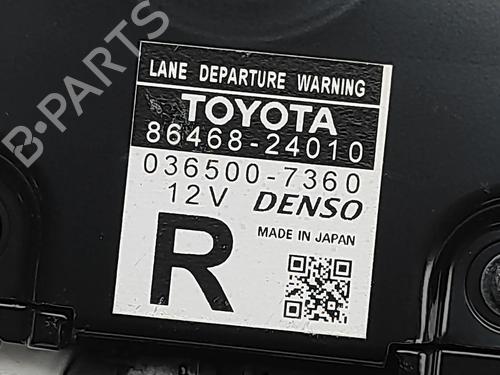 B-PARTS
LANE DEPARTURE WARNING
TOYOTA
86468-24010
036500-7360
12V DENSO
MADE IN JAPAN
R